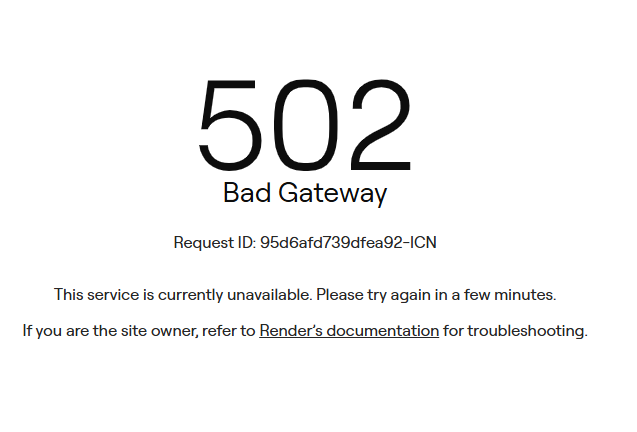 502
Bad Gateway
Request ID: 95d6afd739dfea92-ICN
This service is currently unavailable. Please try again in a few minutes.
If you are the site owner, refer to Render's documentation for troubleshooting.